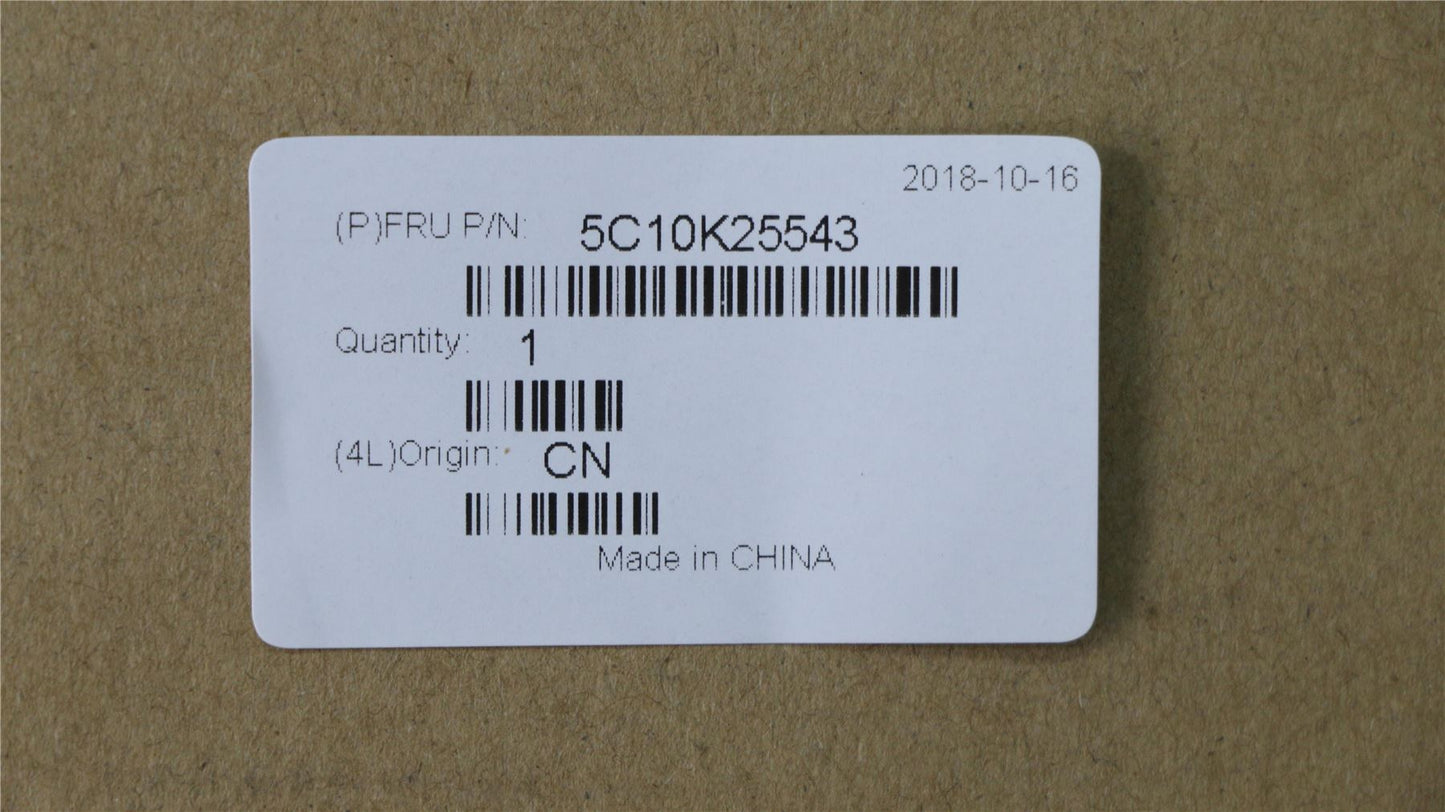 2018-10-16
(P)FRU P/N: 5C10K25543
Quantity: 1
(4L)Origin: CN
Made in CHINA